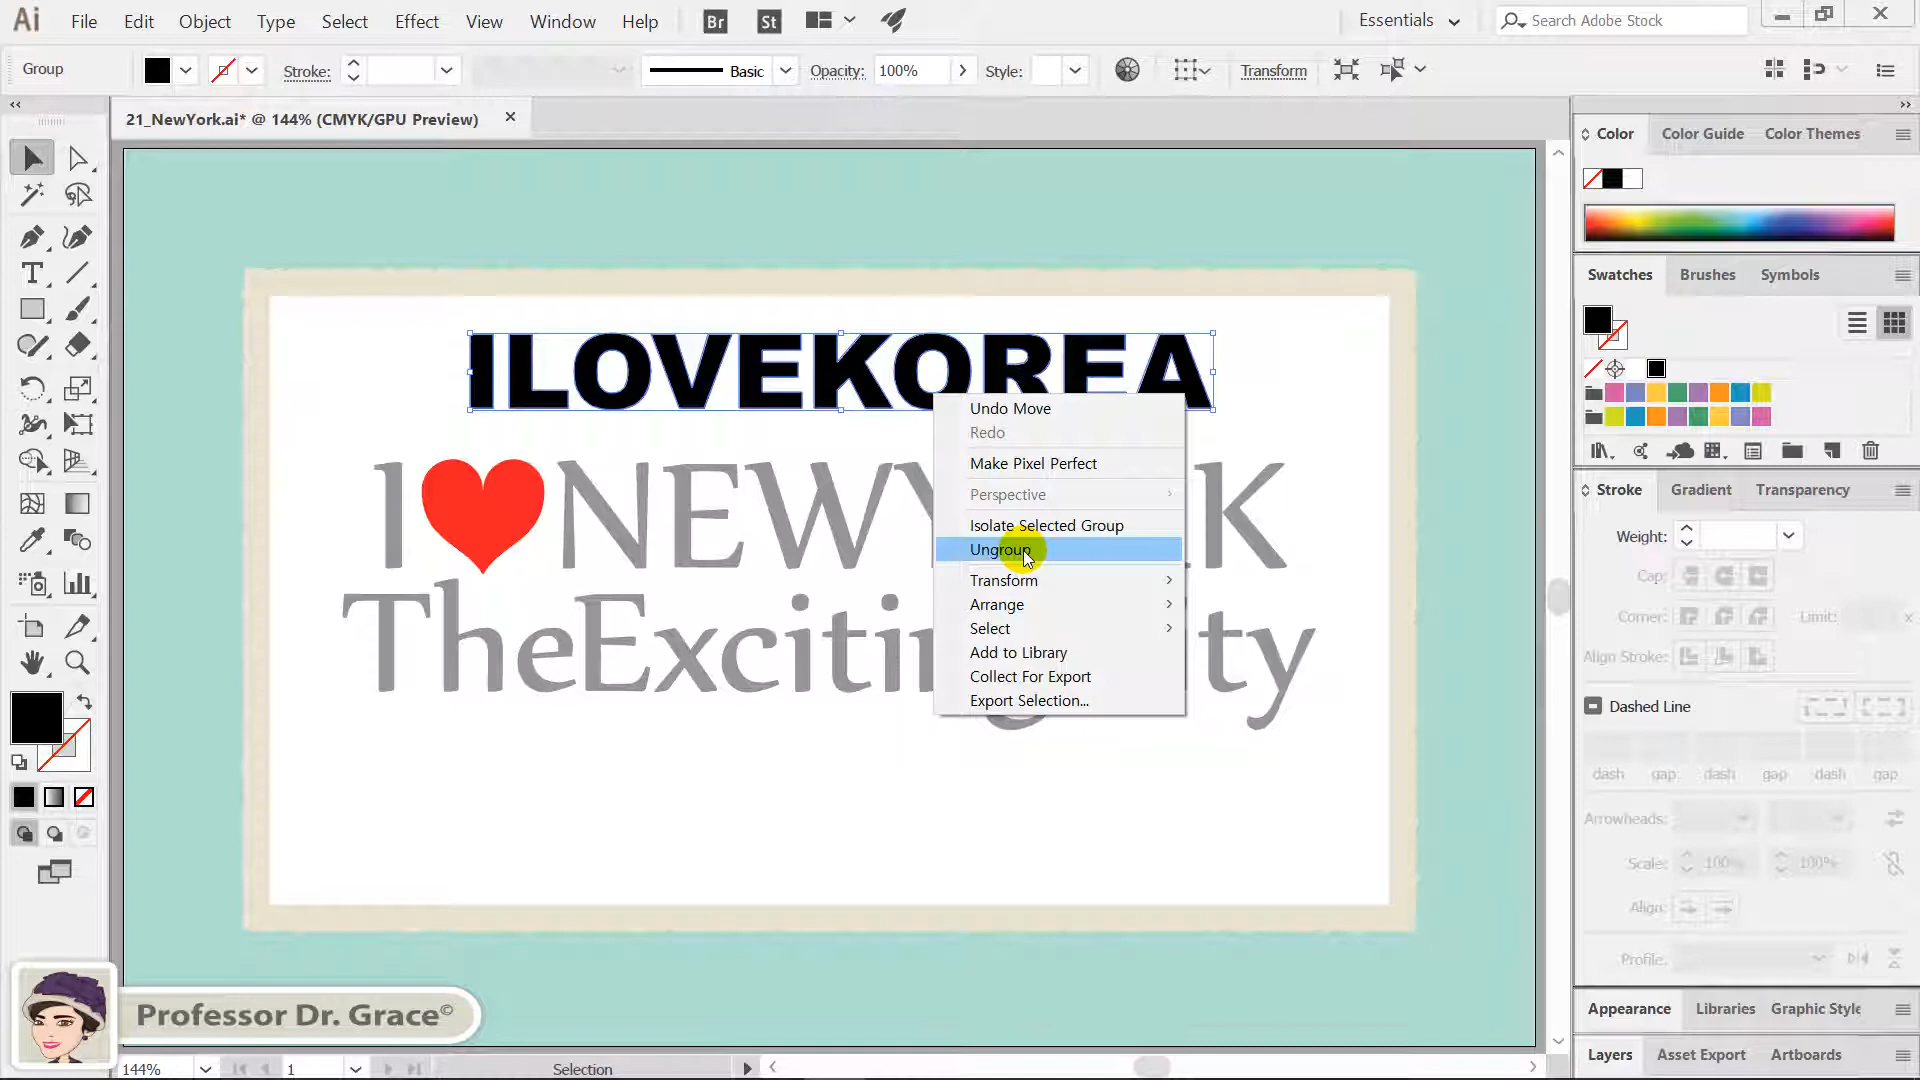 Ai File Edit Object Type Select Effect View Window Help Br St Essentials Search Adobe Stock
Group Stroke: Basic Opacity: 100% Style: Transform
21_NewYork.ai* @ 144% (CMYK/GPU Preview)
Color Color Guide Color Themes
Swatches Brushes Symbols
ILOVEKOREA
Undo Move
Redo
Make Pixel Perfect
Perspective
Isolate Selected Group
Ungroup
Transform
Arrange
Select
Add to Library
Collect For Export
Export Selection...
I NEWY K
TheExciti g ty
Stroke Gradient Transparency
Weight:
Cap:
Corner: Limit: x
Align Stroke:
Dashed Line
dash gap dash gap dash gap
Arrowheads:
Scale: 100% 100%
Align:
Profile:
Professor Dr. Grace©
Appearance Libraries Graphic Style
Layers Asset Export Artboards
144% 1 Selection